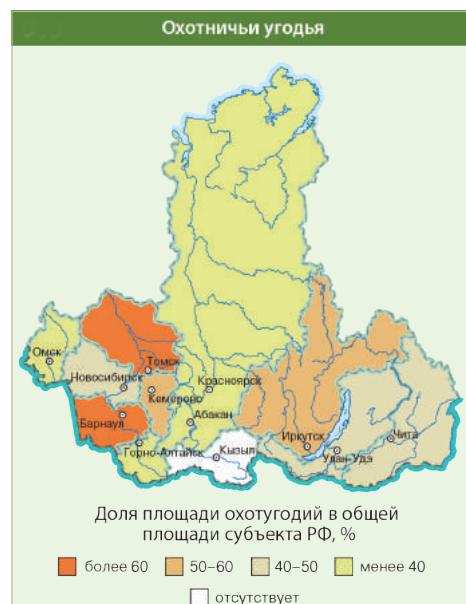 Охотничьи угодья
Омск
Томск
Новосибирск
Кемерово
Красноярск
Барнаул
Абакан
Горно-Алтайск
Кызыл
Иркутск
Улан-Удэ
Чита
Доля площади охотугодий в общей
площади субъекта РФ, %
более 60
50–60
40–50
менее 40
отсутствует